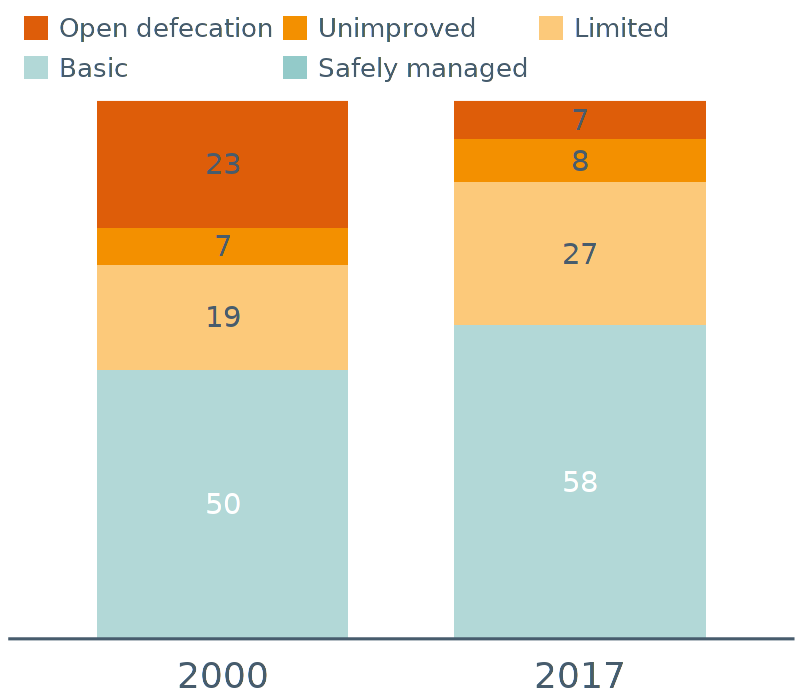 Open defecation Unimproved Limited
Basic Safely managed
23 7
7 8
19 27
50 58
2000 2017